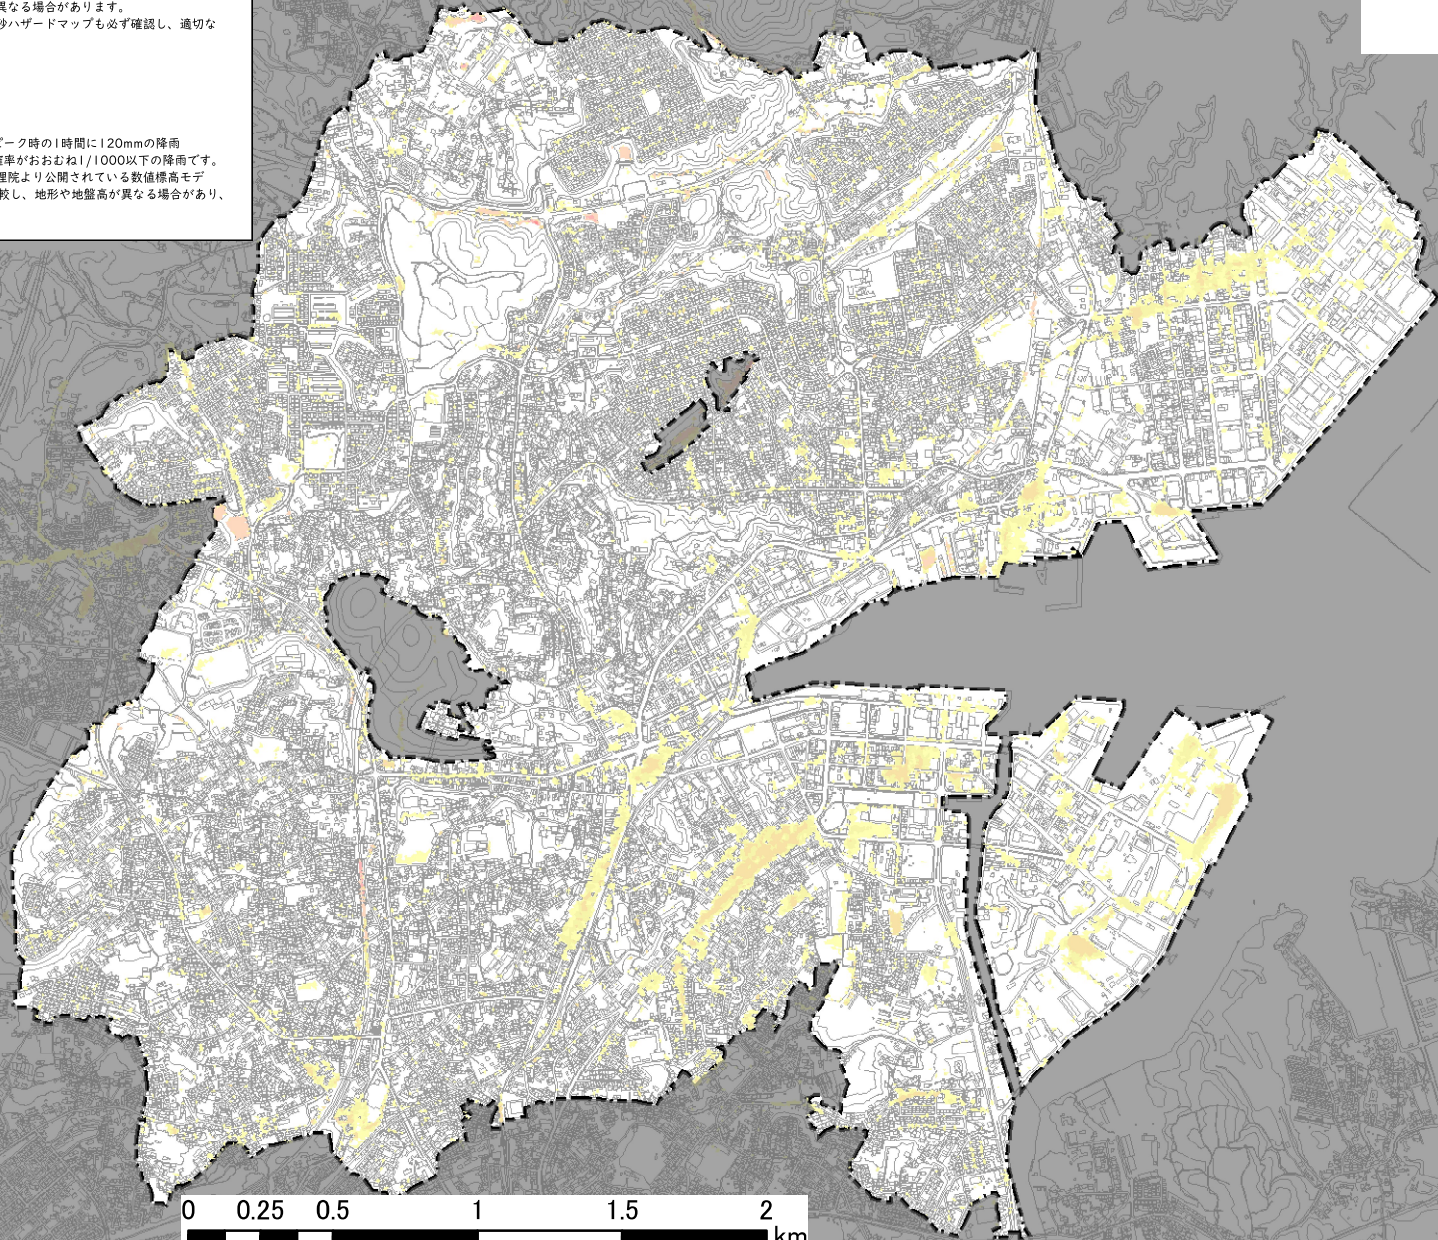 異なる場合があります。
砂ハザードマップも必ず確認し、適切な
ピーク時の1時間に120mmの降雨
確率がおおむね1/1000以下の降雨です。
理院より公開されている数値標高モデ
較し、地形や地盤高が異なる場合があり、
0 0.25 0.5 1 1.5 2
km